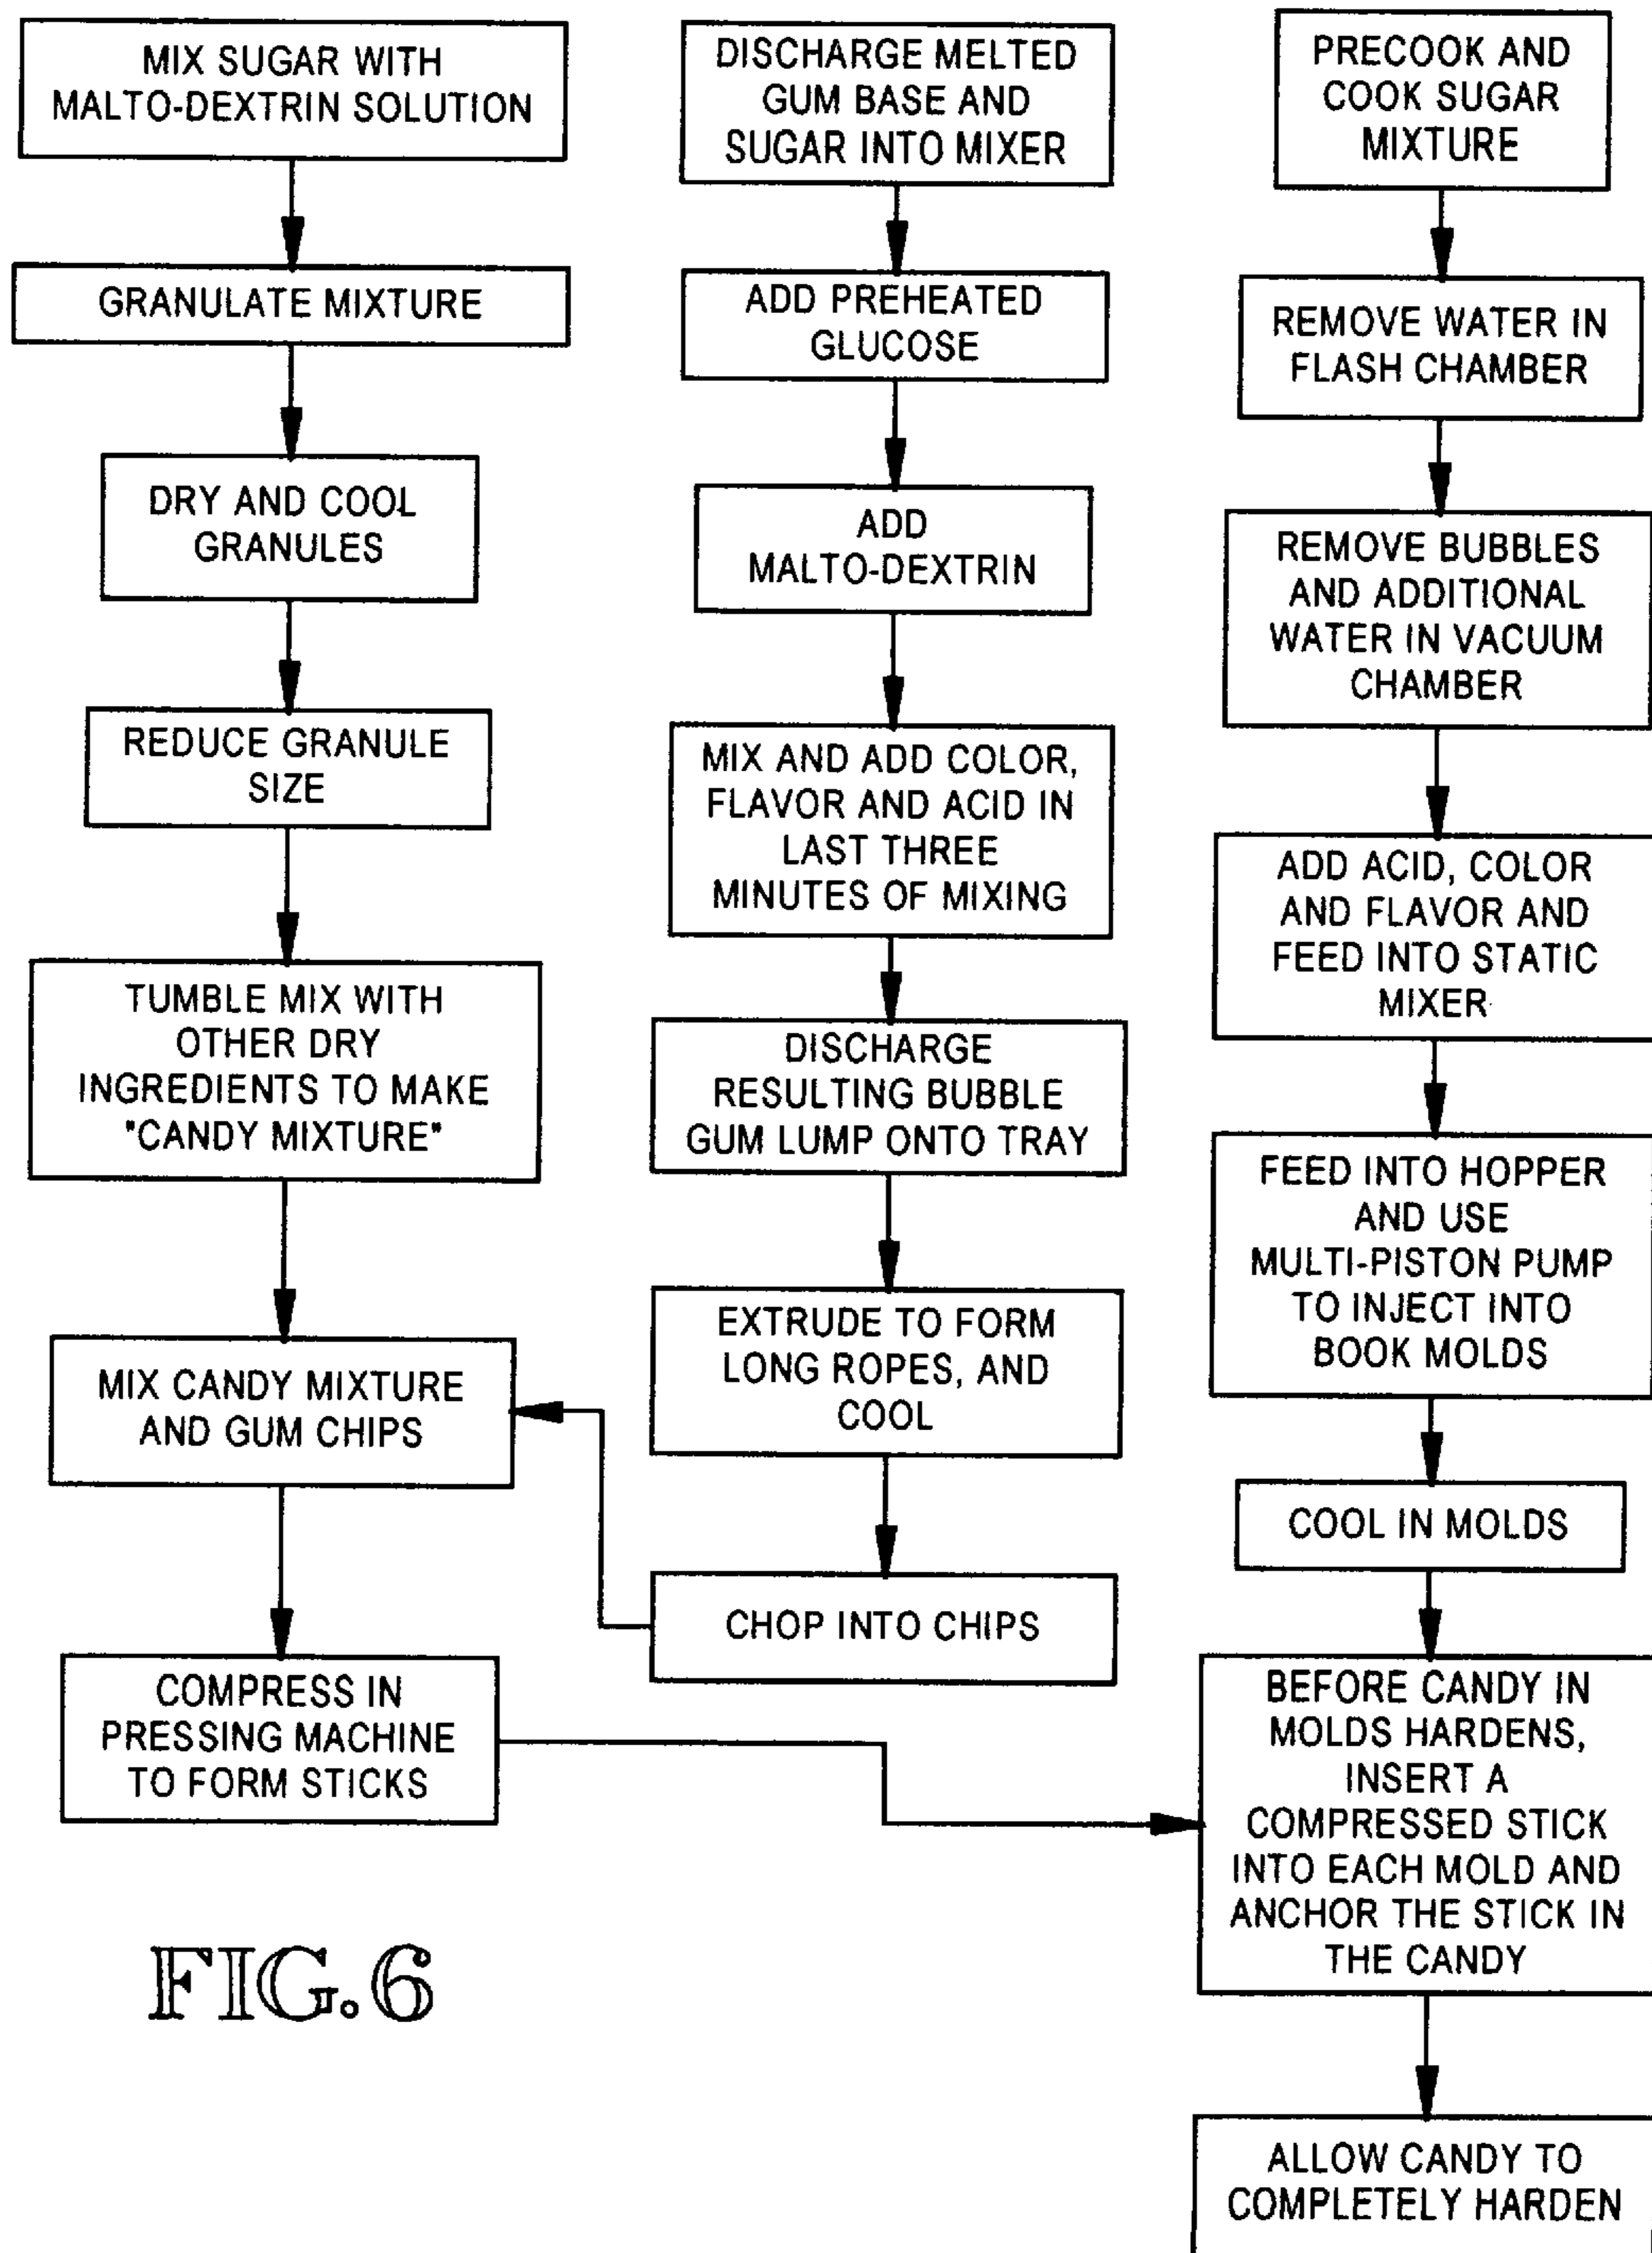 MIX SUGAR WITH
MALTO-DEXTRIN SOLUTION
GRANULATE MIXTURE
DRY AND COOL
GRANULES
REDUCE GRANULE
SIZE
TUMBLE MIX WITH
OTHER DRY
INGREDIENTS TO MAKE
"CANDY MIXTURE"
MIX CANDY MIXTURE
AND GUM CHIPS
COMPRESS IN
PRESSING MACHINE
TO FORM STICKS
DISCHARGE MELTED
GUM BASE AND
SUGAR INTO MIXER
ADD PREHEATED
GLUCOSE
ADD
MALTO-DEXTRIN
MIX AND ADD COLOR,
FLAVOR AND ACID IN
LAST THREE
MINUTES OF MIXING
DISCHARGE
RESULTING BUBBLE
GUM LUMP ONTO TRAY
EXTRUDE TO FORM
LONG ROPES, AND
COOL
CHOP INTO CHIPS
PRECOOK AND
COOK SUGAR
MIXTURE
REMOVE WATER IN
FLASH CHAMBER
REMOVE BUBBLES
AND ADDITIONAL
WATER IN VACUUM
CHAMBER
ADD ACID, COLOR
AND FLAVOR AND
FEED INTO STATIC
MIXER
FEED INTO HOPPER
AND USE
MULTI-PISTON PUMP
TO INJECT INTO
BOOK MOLDS
COOL IN MOLDS
BEFORE CANDY IN
MOLDS HARDENS,
INSERT A
COMPRESSED STICK
INTO EACH MOLD AND
ANCHOR THE STICK IN
THE CANDY
ALLOW CANDY TO
COMPLETELY HARDEN
FIG.6